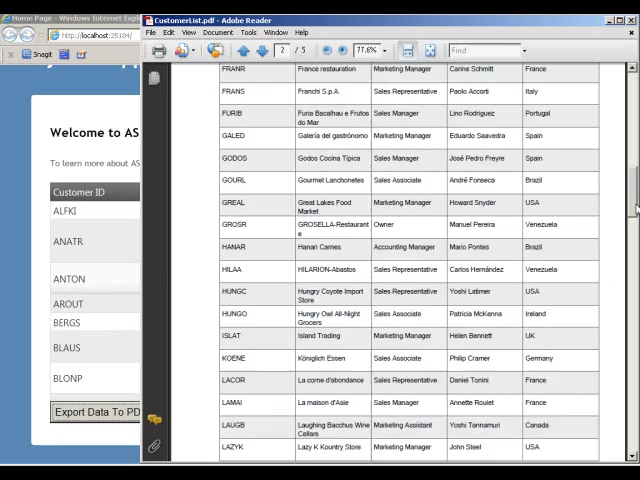 Home Page - Windows Internet Explo
http://localhost:25184/
Snagit
Welcome to AS
To learn more about AS
Customer ID
ALFKI
ANATR
ANTON
AROUT
BERGS
BLAUS
BLONP
Export Data To PD
CustomerList.pdf - Adobe Reader
File Edit View Document Tools Window Help
2 / 5 77.6% Find
FRANR France restauration Marketing Manager Carine Schmitt France
FRANS Franchi S.p.A. Sales Representative Paolo Accorti Italy
FURIB Furia Bacalhau e Frutos Sales Manager Lino Rodriguez Portugal
do Mar
GALED Galería del gastrónomo Marketing Manager Eduardo Saavedra Spain
GODOS Godos Cocina Típica Sales Manager José Pedro Freyre Spain
GOURL Gourmet Lanchonetes Sales Associate André Fonseca Brazil
GREAL Great Lakes Food Marketing Manager Howard Snyder USA
Market
GROSR GROSELLA-Restaurant Owner Manuel Pereira Venezuela
e
HANAR Hanari Carnes Accounting Manager Mario Pontes Brazil
HILAA HILARION-Abastos Sales Representative Carlos Hernández Venezuela
HUNGC Hungry Coyote Import Sales Representative Yoshi Latimer USA
Store
HUNGO Hungry Owl All-Night Sales Associate Patricia McKenna Ireland
Grocers
ISLAT Island Trading Marketing Manager Helen Bennett UK
KOENE Königlich Essen Sales Associate Philip Cramer Germany
LACOR La corne d'abondance Sales Representative Daniel Tonini France
LAMAI La maison d'Asie Sales Manager Annette Roulet France
LAUGB Laughing Bacchus Wine Marketing Assistant Yoshi Tannamuri Canada
Cellars
LAZYK Lazy K Kountry Store Marketing Manager John Steel USA